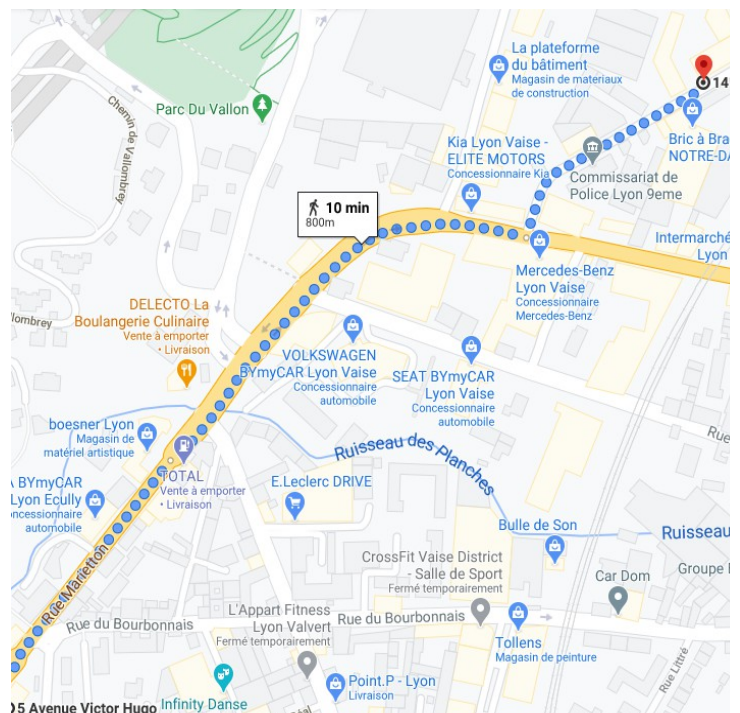 La plateforme
du bâtiment
Magasin de materiaux
de construction
14
Parc Du Vallon
Chemin de Vallombrey
Kia Lyon Vaise -
ELITE MOTORS
Concessionnaire Kia
Bric à Bra
NOTRE-DA
Commissariat de
Police Lyon 9eme
10 min
800m
Intermarché
Lyon
Mercedes-Benz
Lyon Vaise
Concessionnaire
Mercedes-Benz
DELECTO La
Boulangerie Culinaire
Vente à emporter
• Livraison
llombrey
VOLKSWAGEN
BYmyCAR Lyon Vaise
Concessionnaire
automobile
SEAT BYmyCAR
Lyon Vaise
Concessionnaire
automobile
boesner Lyon
Magasin de
matériel artistique
Rue
Ruisseau des Planches
TOTAL
Vente à emporter
• Livraison
A BYmyCAR
Lyon Ecully
oncessionnaire
automobile
E.Leclerc DRIVE
Bulle de Son
Ruisseau
CrossFit Vaise District
- Salle de Sport
Fermé temporairement
Car Dom
Groupe
Rue Marietton
Rue du Bourbonnais
L'Appart Fitness
Lyon Valvert
Fermé temporairement
Rue du Bourbonnais
Tollens
Magasin de peinture
Rue Littré
Point.P - Lyon
Livraison
Infinity Danse
5 Avenue Victor Hugo